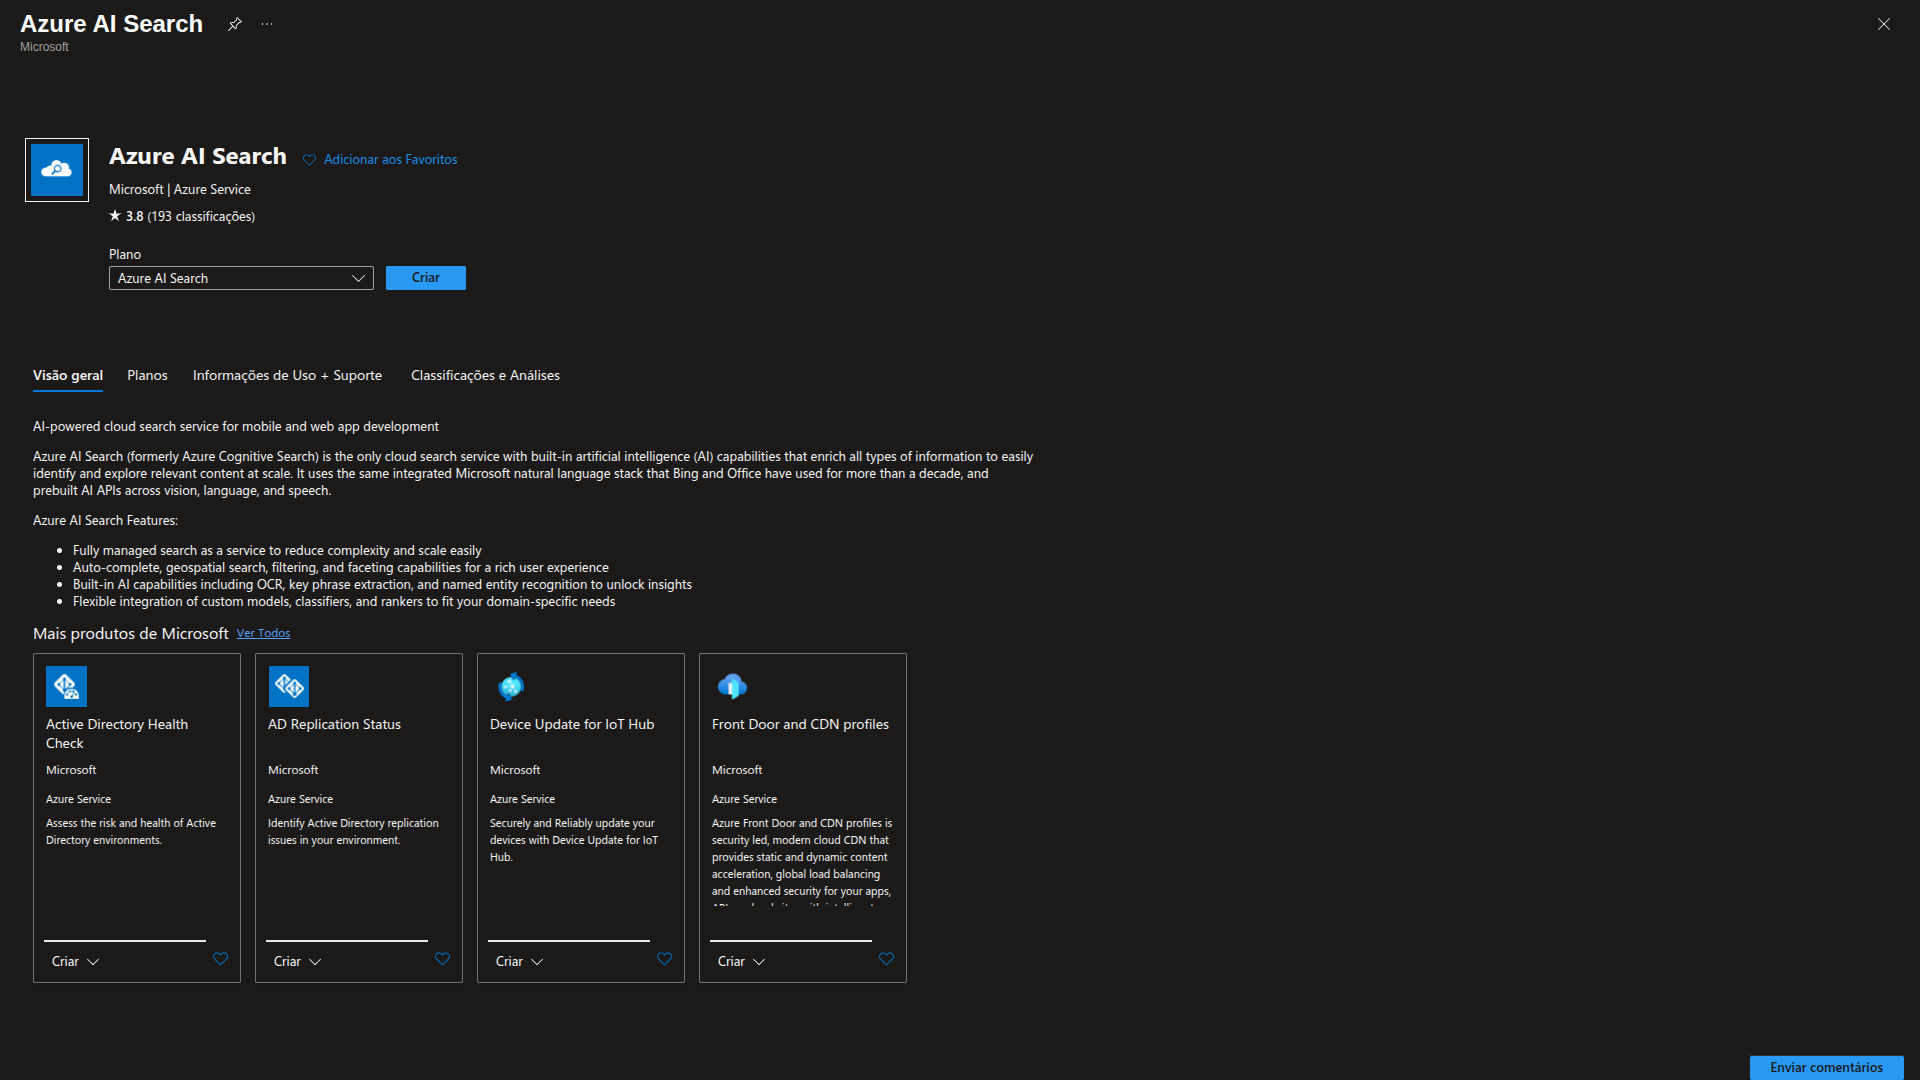 Azure AI Search
Microsoft
Azure AI Search
Adicionar aos Favoritos
Microsoft | Azure Service
★ 3.8 (193 classificações)
Plano
Azure AI Search
Criar
Visão geral
Planos
Informações de Uso + Suporte
Classificações e Análises
AI-powered cloud search service for mobile and web app development
Azure AI Search (formerly Azure Cognitive Search) is the only cloud search service with built-in artificial intelligence (AI) capabilities that enrich all types of information to easily
identify and explore relevant content at scale. It uses the same integrated Microsoft natural language stack that Bing and Office have used for more than a decade, and
prebuilt AI APIs across vision, language, and speech.
Azure AI Search Features:
• Fully managed search as a service to reduce complexity and scale easily
• Auto-complete, geospatial search, filtering, and faceting capabilities for a rich user experience
• Built-in AI capabilities including OCR, key phrase extraction, and named entity recognition to unlock insights
• Flexible integration of custom models, classifiers, and rankers to fit your domain-specific needs
Mais produtos de Microsoft Ver Todos
Active Directory Health
Check
Microsoft
Azure Service
Assess the risk and health of Active
Directory environments.
Criar
AD Replication Status
Microsoft
Azure Service
Identify Active Directory replication
issues in your environment.
Criar
Device Update for IoT Hub
Microsoft
Azure Service
Securely and Reliably update your
devices with Device Update for IoT
Hub.
Criar
Front Door and CDN profiles
Microsoft
Azure Service
Azure Front Door and CDN profiles is
security led, modern cloud CDN that
provides static and dynamic content
acceleration, global load balancing
and enhanced security for your apps,
Criar
Enviar comentários